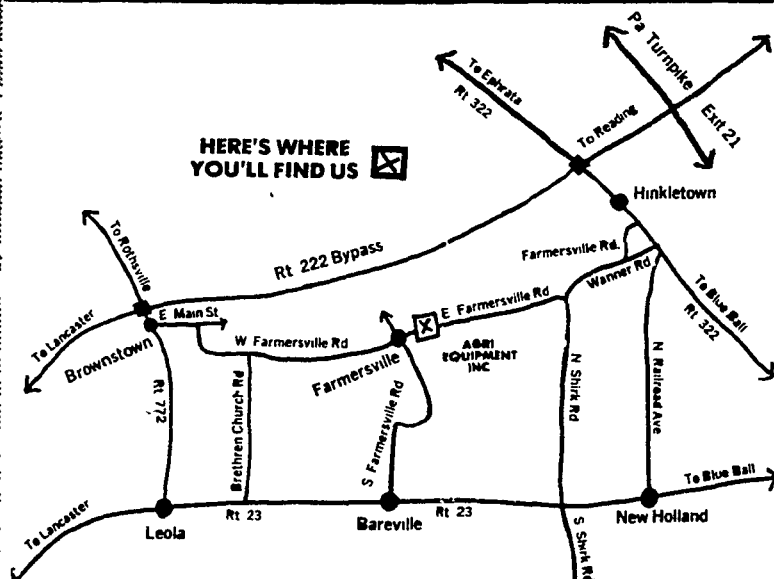 Pa Turnpike
Exit 21
To Ephrata
Rt 322
To Reading
HERE'S WHERE
YOU'LL FIND US
Hinkletown
To Rothsville
Rt 222 Bypass
Farmersville Rd.
Wanner Rd
To Blue Ball
Rt 322
To Lancaster
E Main St
E Farmersville Rd
Brownstown
W Farmersville Rd
Farmersville
AGRI
EQUIPMENT
INC
Rt 772
Brethren Church Rd
S Farmersville Rd
N Shirk Rd
N Railroad Ave
To Blue Ball
To Lancaster
Leola
Rt 23
Bareville
Rt 23
New Holland
S Shirk Rd